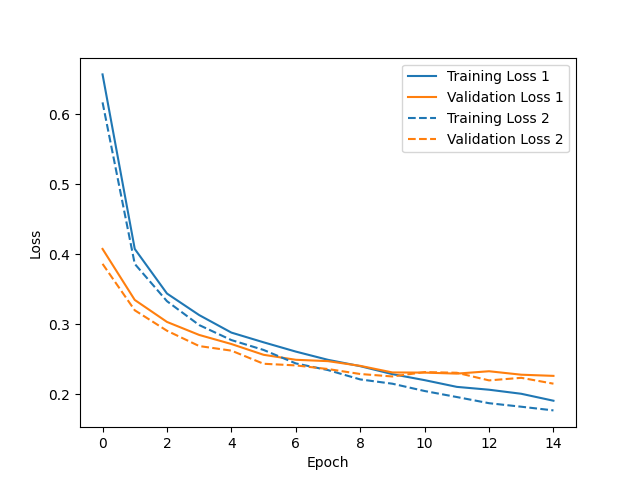 Training Loss 1
Validation Loss 1
Training Loss 2
Validation Loss 2
0.6
0.5
0.4
0.3
0.2
Loss
0 2 4 6 8 10 12 14
Epoch